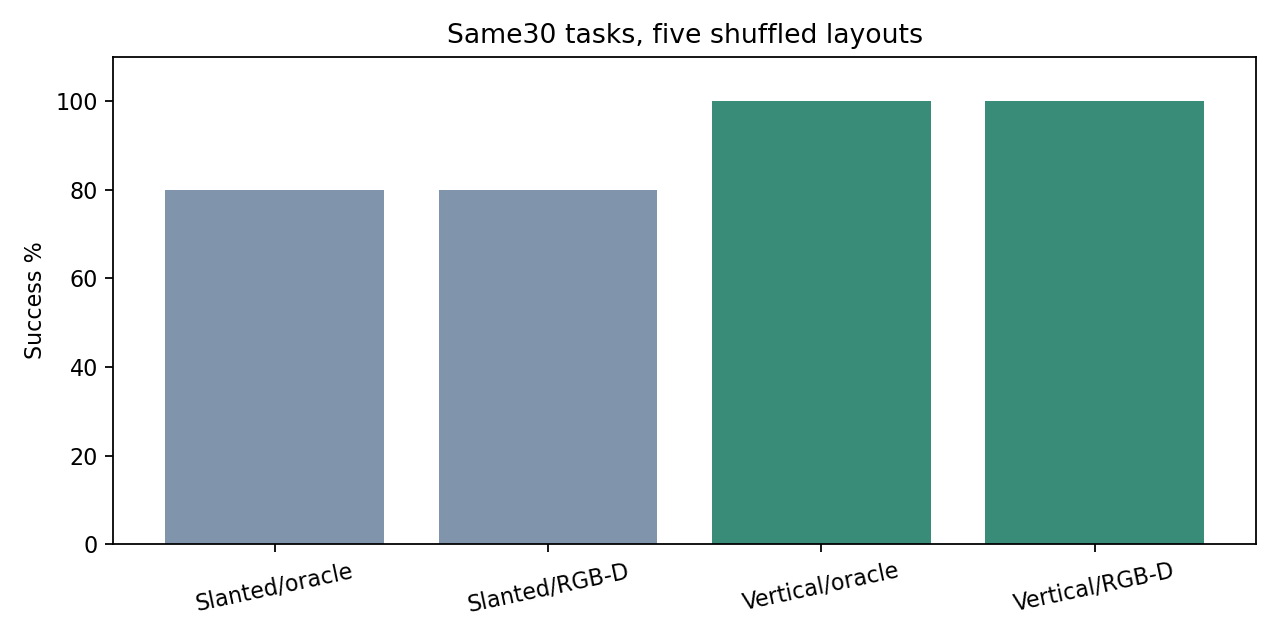 Same30 tasks, five shuffled layouts
Success %
100
80
60
40
20
0
Slanted/oracle
Slanted/RGB-D
Vertical/oracle
Vertical/RGB-D